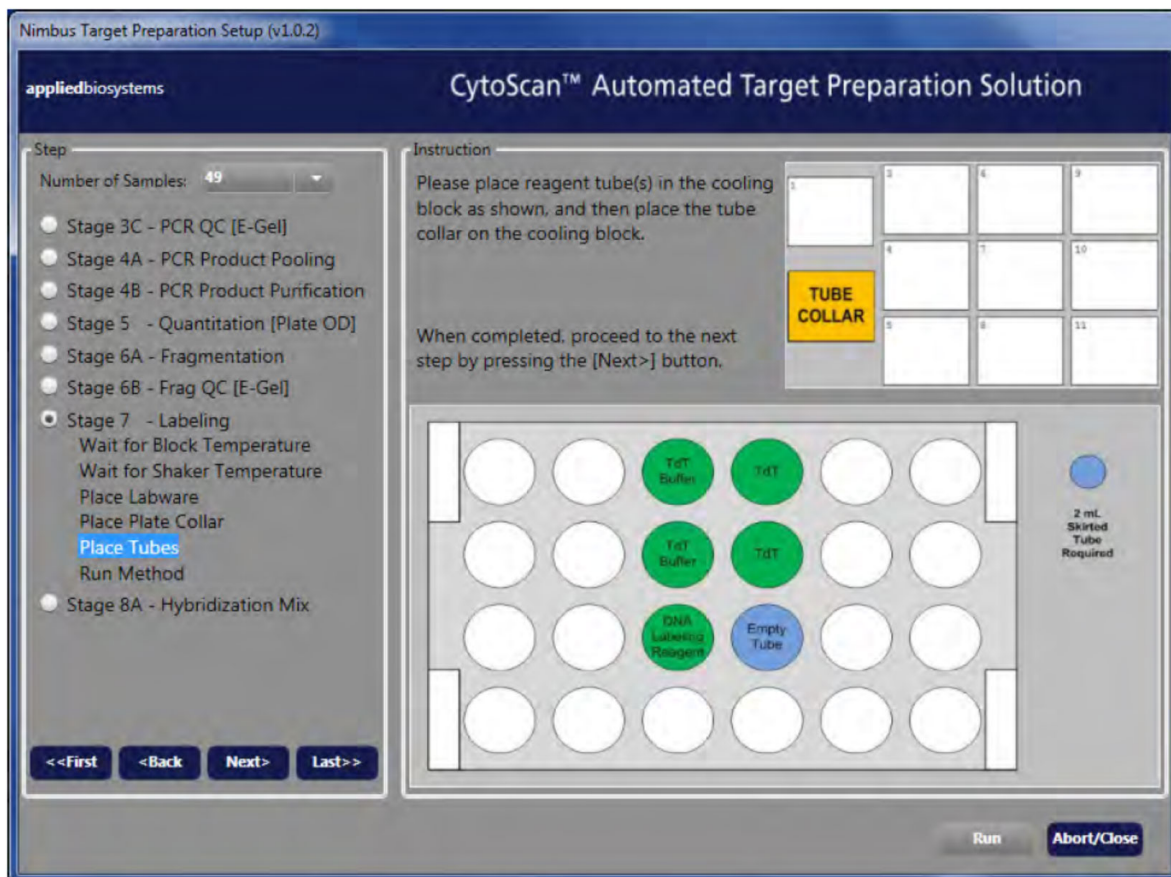 Nimbus Target Preparation Setup (v1.0.2)
appliedbiosystems
CytoScan™ Automated Target Preparation Solution
Step
Number of Samples: 49
Stage 3C - PCR QC [E-Gel]
Stage 4A - PCR Product Pooling
Stage 4B - PCR Product Purification
Stage 5 - Quantitation [Plate OD]
Stage 6A - Fragmentation
Stage 6B - Frag QC [E-Gel]
Stage 7 - Labeling
Wait for Block Temperature
Wait for Shaker Temperature
Place Labware
Place Plate Collar
Place Tubes
Run Method
Stage 8A - Hybridization Mix
<<First <Back Next> Last>>
Instruction
Please place reagent tube(s) in the cooling
block as shown, and then place the tube
collar on the cooling block.
When completed, proceed to the next
step by pressing the [Next>] button.
1 3 6 9
4 7 10
TUBE
COLLAR
5 8 11
TdT
Buffer
TdT
TdT
Buffer
TdT
DNA
Labeling
Reagent
Empty
Tube
2 mL
Skirted
Tube
Required
Run Abort/Close